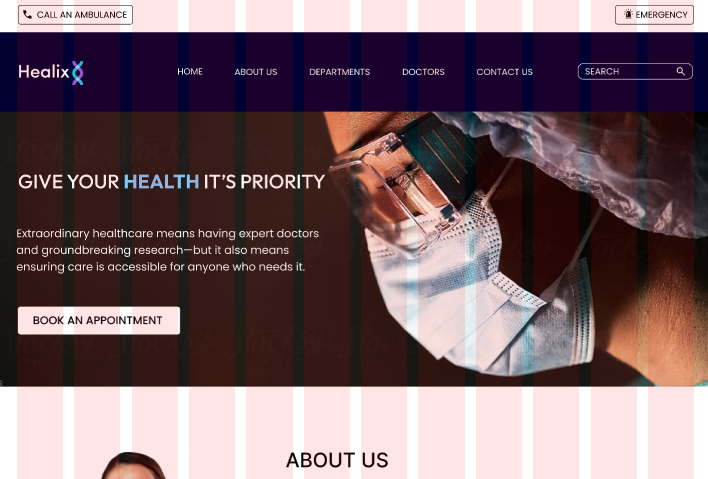 CALL AN AMBULANCE
EMERGENCY
Healix
HOME ABOUT US DEPARTMENTS DOCTORS CONTACT US SEARCH
GIVE YOUR HEALTH IT'S PRIORITY
Extraordinary healthcare means having expert doctors
and groundbreaking research—but it also means
ensuring care is accessible for anyone who needs it.
BOOK AN APPOINTMENT
ABOUT US